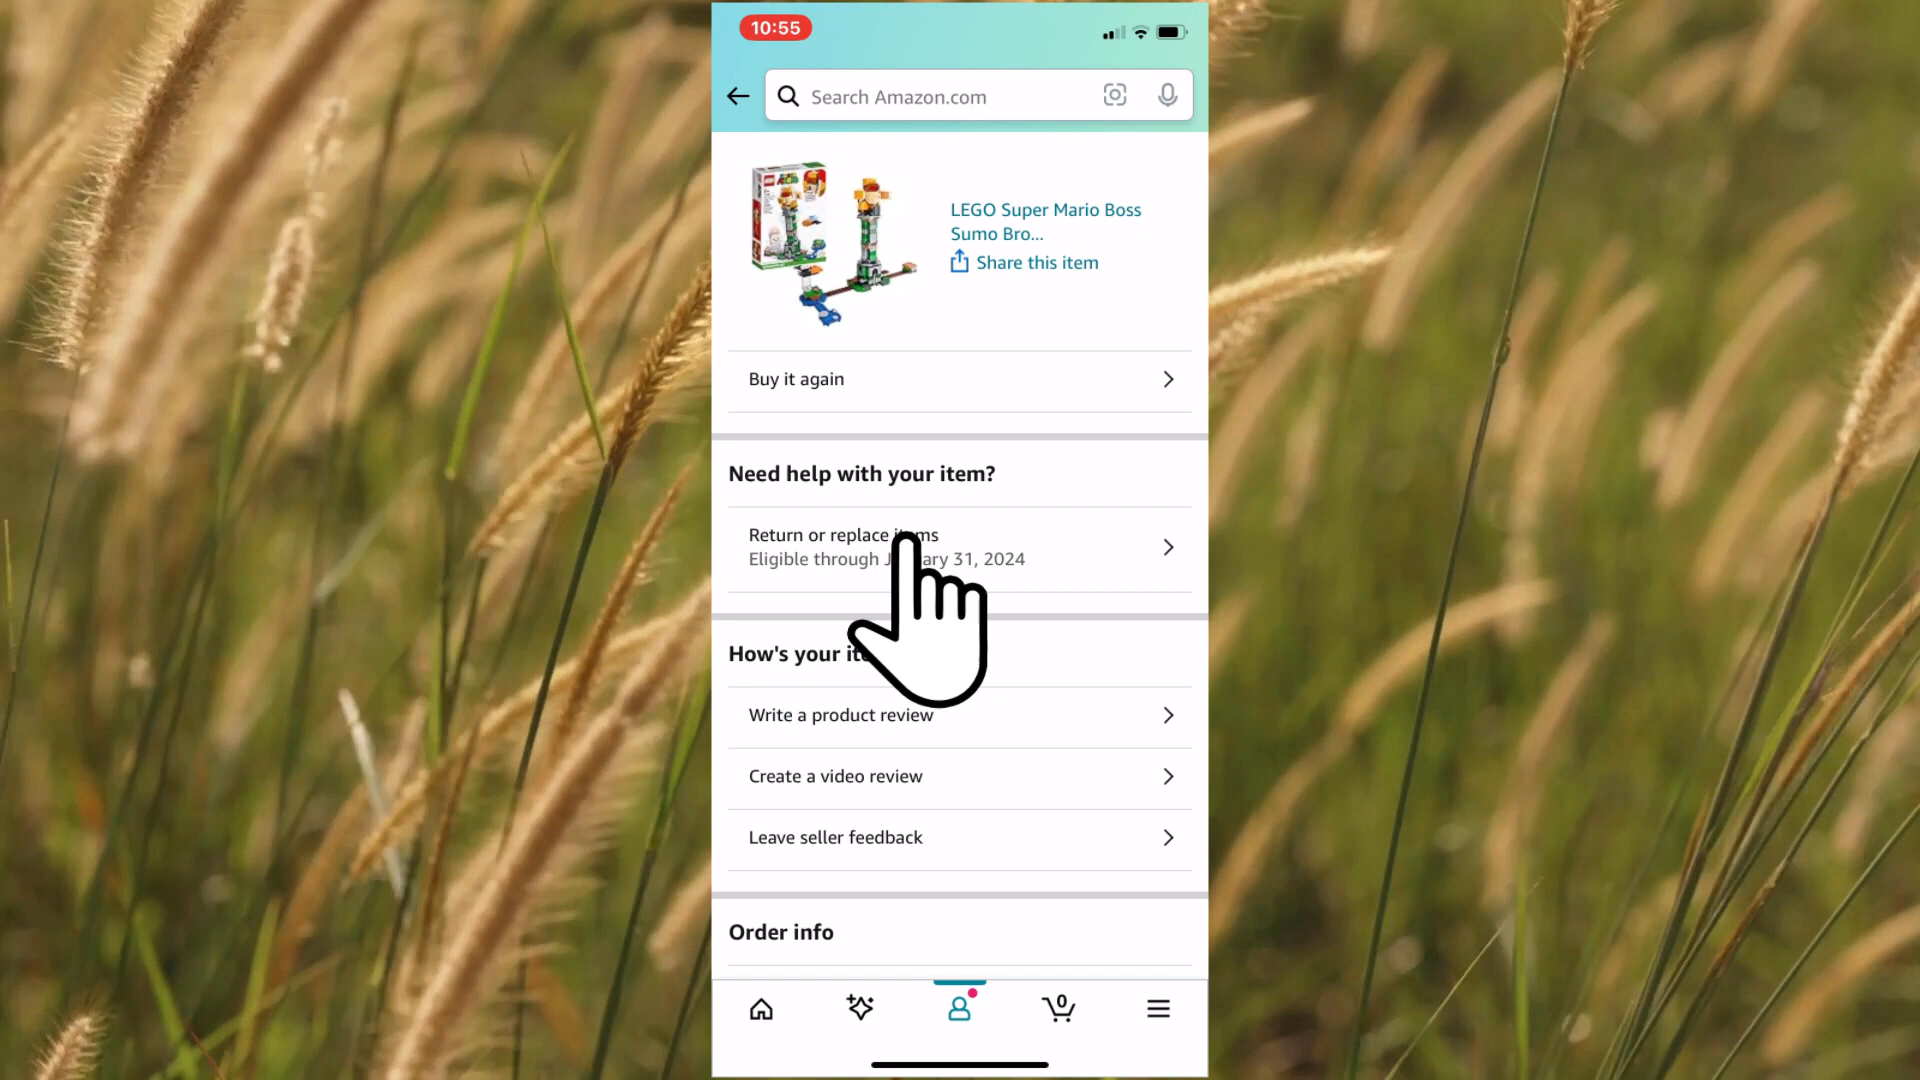 10:55
Search Amazon.com
LEGO Super Mario Boss
Sumo Bro...
Share this item
Buy it again
Need help with your item?
Return or replace
Eligible through 31, 2024
How's your
Write a product review
Create a video review
Leave seller feedback
Order info
0